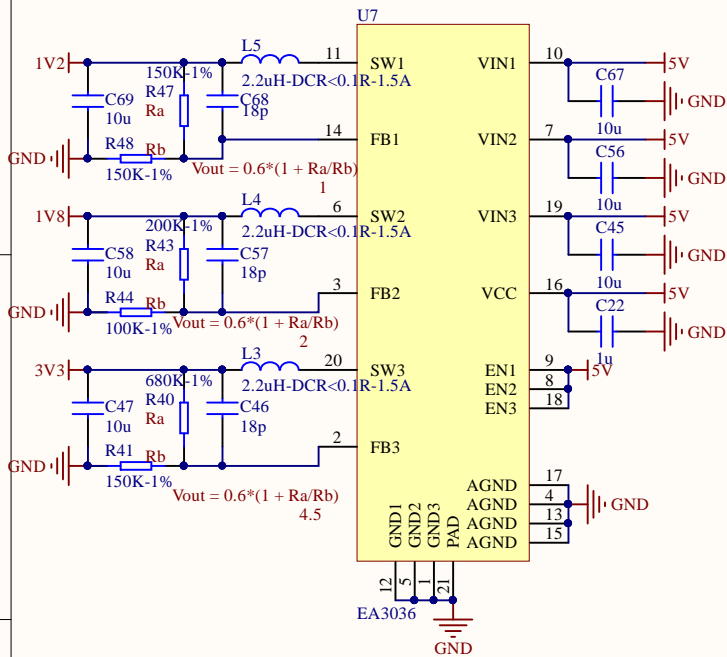 U7
L5
11
SW1
VIN1
10
5V
1V2
150K-1%
2.2uH-DCR<0.1R-1.5A
C67
C69
R47
C68
GND
10u
Ra
18p
10u
R48
14
FB1
VIN2
7
5V
GND
Rb
C56
150K-1%
Vout = 0.6*(1 + Ra/Rb)
GND
1
10u
L4
1V8
6
SW2
VIN3
19
5V
200K-1%
2.2uH-DCR<0.1R-1.5A
C45
C58
R43
C57
GND
10u
Ra
18p
10u
R44
3
FB2
VCC
16
5V
GND
Rb
C22
100K-1%
Vout = 0.6*(1 + Ra/Rb)
GND
2
1u
L3
3V3
20
SW3
EN1
9
5V
680K-1%
2.2uH-DCR<0.1R-1.5A
EN2
8
C47
R40
C46
EN3
18
10u
Ra
18p
R41
2
FB3
GND
Rb
150K-1%
Vout = 0.6*(1 + Ra/Rb)
4.5
AGND
17
AGND
4
GND
AGND
13
AGND
15
GND1
GND2
GND3
PAD
12
5
1
21
EA3036
GND